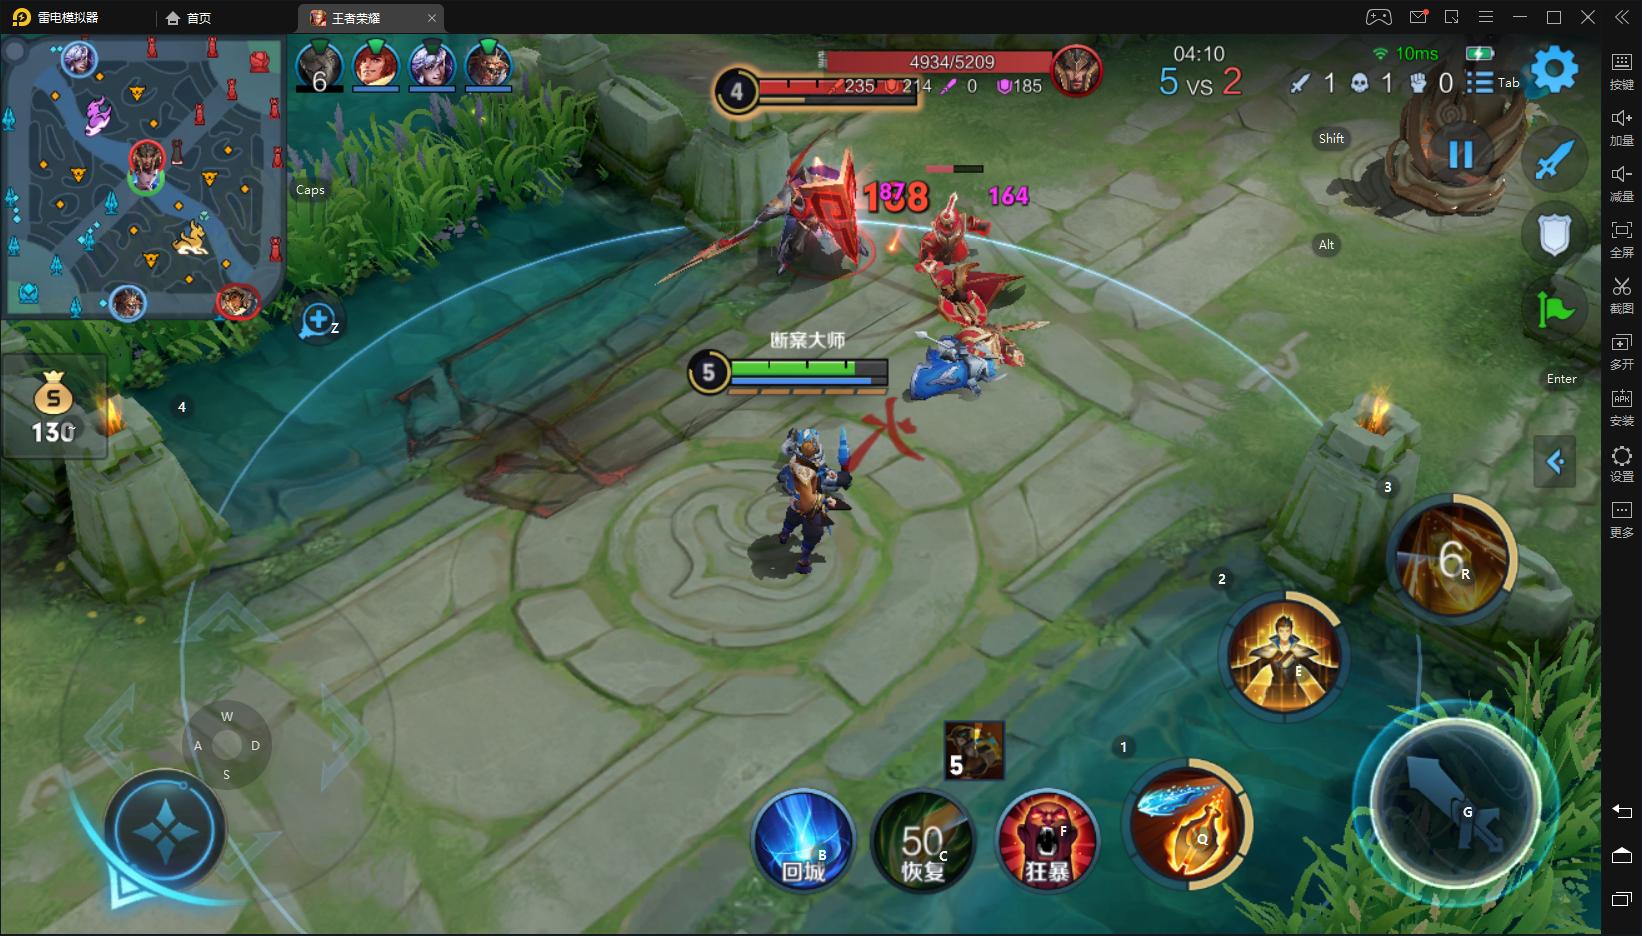 雷电模拟器
首页
王者荣耀
6
4934/5209
4
235
214
0
185
04:10
5 VS 2
10ms
1
1
0
Tab
按键
加量
减量
全屏
截图
多开
安装
设置
更多
Caps
Shift
Alt
Enter
188
87
164
Z
断案大师
5
火
S
130
~
4
3
2
1
6
R
E
W
A
D
S
5
B
回城
50
C
恢复
F
狂暴
Q
G